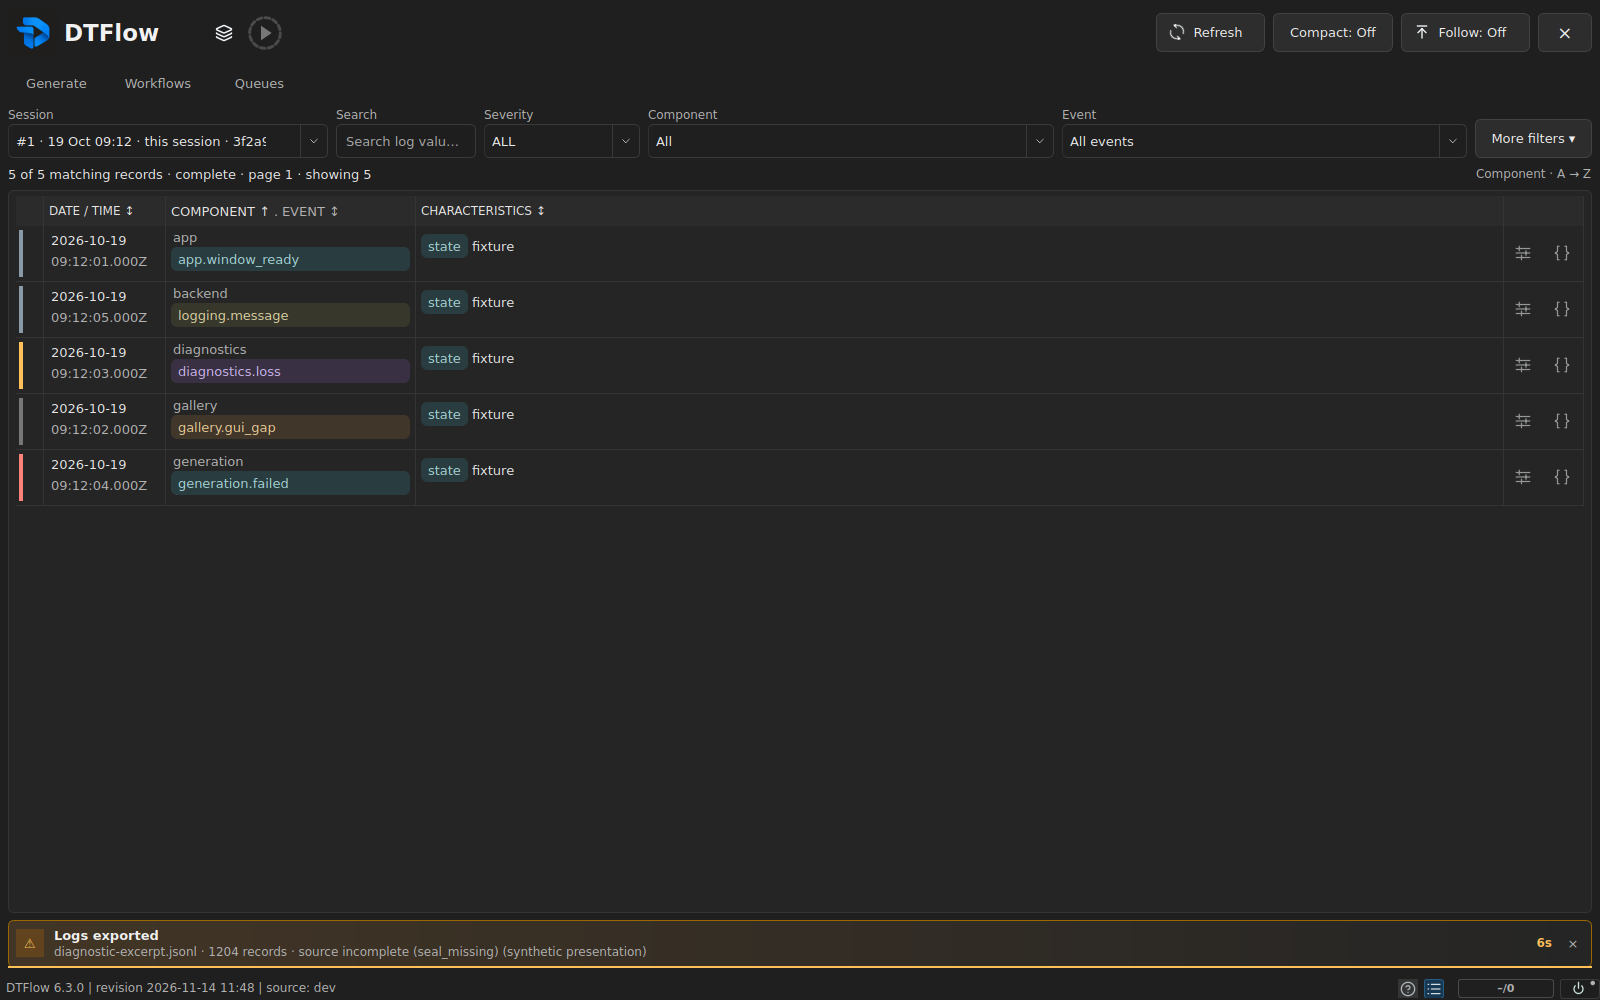 DTFlow
Refresh
Compact: Off
Follow: Off
×
Generate
Workflows
Queues
Session
Search
Severity
Component
Event
#1 · 19 Oct 09:12 · this session · 3f2a9
Search log valu...
ALL
All
All events
More filters ▾
5 of 5 matching records · complete · page 1 · showing 5
Component · A → Z
DATE / TIME ↕
COMPONENT ↑ . EVENT ↕
CHARACTERISTICS ↕
2026-10-19
09:12:01.000Z
app
app.window_ready
state fixture
{}
2026-10-19
09:12:05.000Z
backend
logging.message
state fixture
{}
2026-10-19
09:12:03.000Z
diagnostics
diagnostics.loss
state fixture
{}
2026-10-19
09:12:02.000Z
gallery
gallery.gui_gap
state fixture
{}
2026-10-19
09:12:04.000Z
generation
generation.failed
state fixture
{}
Logs exported
diagnostic-excerpt.jsonl · 1204 records · source incomplete (seal_missing) (synthetic presentation)
6s
×
DTFlow 6.3.0 | revision 2026-11-14 11:48 | source: dev
–/0